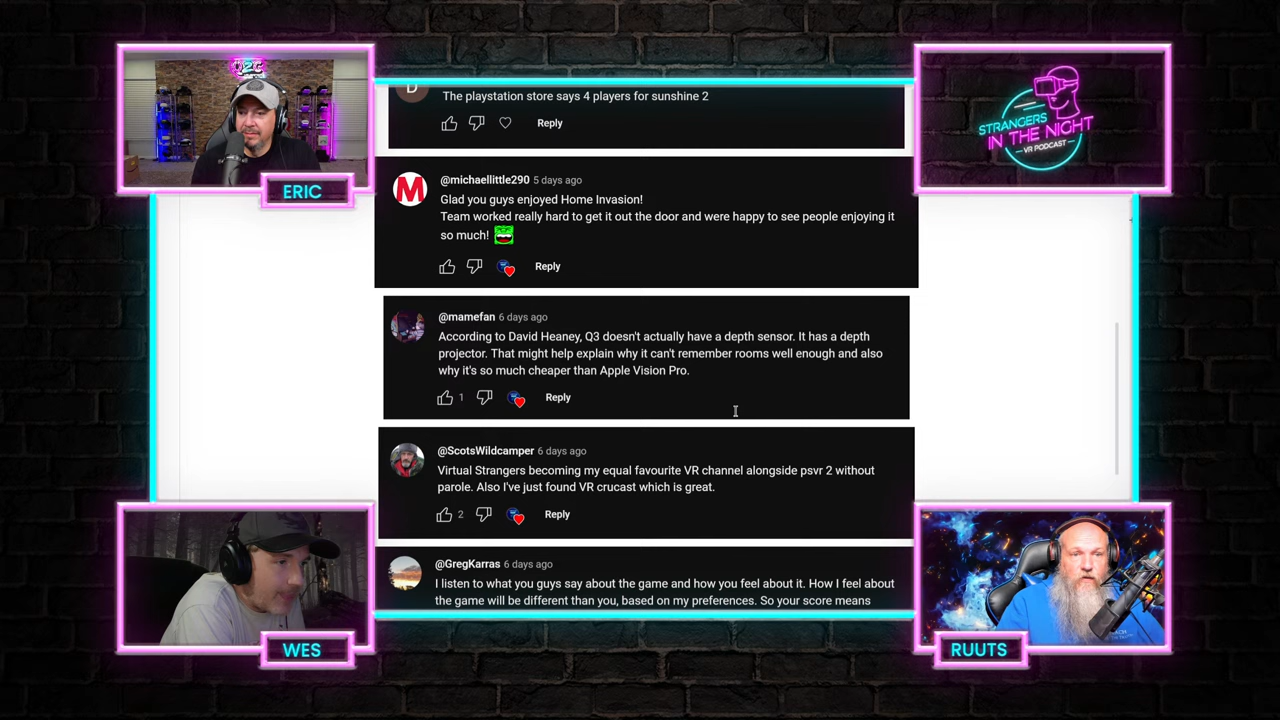 The playstation store says 4 players for sunshine 2
Reply
@michaellittle290 5 days ago
Glad you guys enjoyed Home Invasion!
Team worked really hard to get it out the door and were happy to see people enjoying it
so much!
Reply
@mamefan 6 days ago
According to David Heaney, Q3 doesn't actually have a depth sensor. It has a depth
projector. That might help explain why it can't remember rooms well enough and also
why it's so much cheaper than Apple Vision Pro.
1 Reply
@ScotsWildcamper 6 days ago
Virtual Strangers becoming my equal favourite VR channel alongside psvr 2 without
parole. Also I've just found VR crucast which is great.
2 Reply
@GregKarras 6 days ago
I listen to what you guys say about the game and how you feel about it. How I feel about
the game will be different than you, based on my preferences. So your score means
ERIC
STRANGERS
IN THE NIGHT
VR PODCAST
M
WES
RUUTS